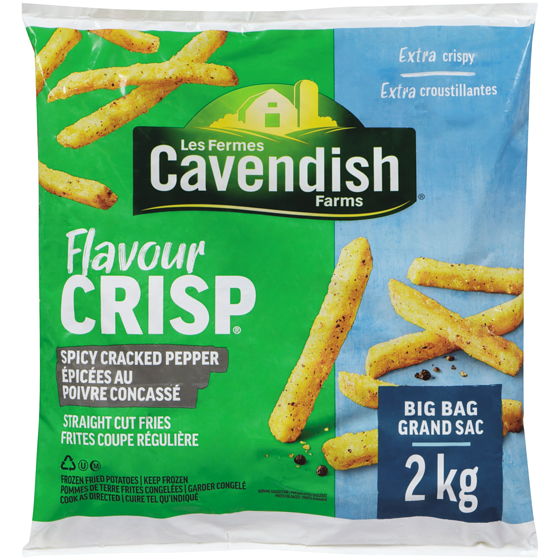 Extra crispy
Extra croustillantes
Les Fermes
Cavendish
Farms
®
Flavour
CRISP®
SPICY CRACKED PEPPER
ÉPICÉES AU
POIVRE CONCASSÉ
STRAIGHT CUT FRIES
FRITES COUPE RÉGULIÈRE
BIG BAG
GRAND SAC
2 kg
U
FROZEN FRIED POTATOES | KEEP FROZEN
POMMES DE TERRE FRITES CONGELÉES | GARDER CONGELÉ
COOK AS DIRECTED | CUIRE TEL QU'INDIQUÉ